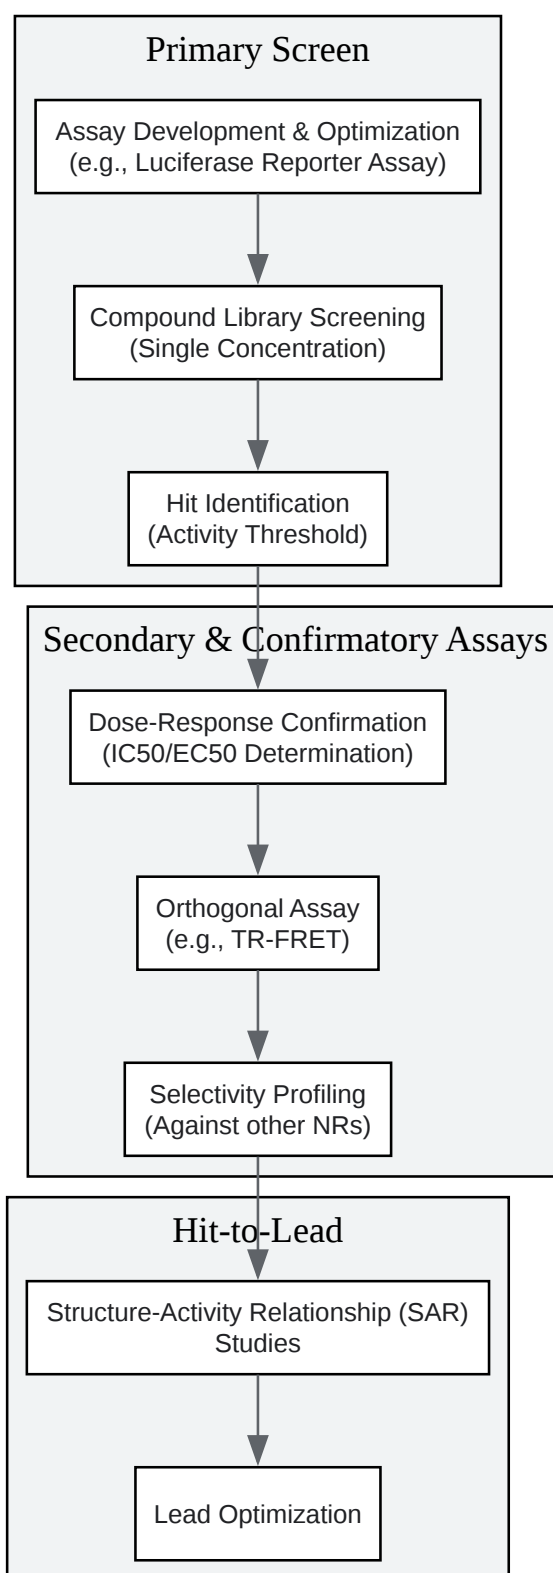 Primary Screen
Assay Development & Optimization
(e.g., Luciferase Reporter Assay)
Compound Library Screening
(Single Concentration)
Hit Identification
(Activity Threshold)
Secondary & Confirmatory Assays
Dose-Response Confirmation
(IC50/EC50 Determination)
Orthogonal Assay
(e.g., TR-FRET)
Selectivity Profiling
(Against other NRs)
Hit-to-Lead
Structure-Activity Relationship (SAR)
Studies
Lead Optimization